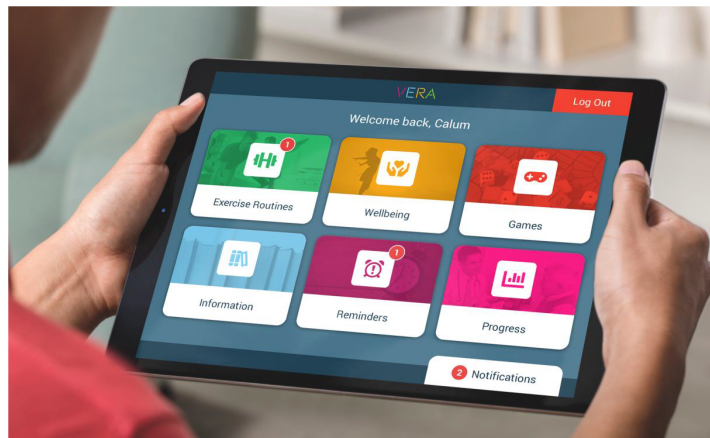 VERA
Log Out
Welcome back, Calum
1
Exercise Routines
Wellbeing
Games
Information
1
Reminders
Progress
2 Notifications